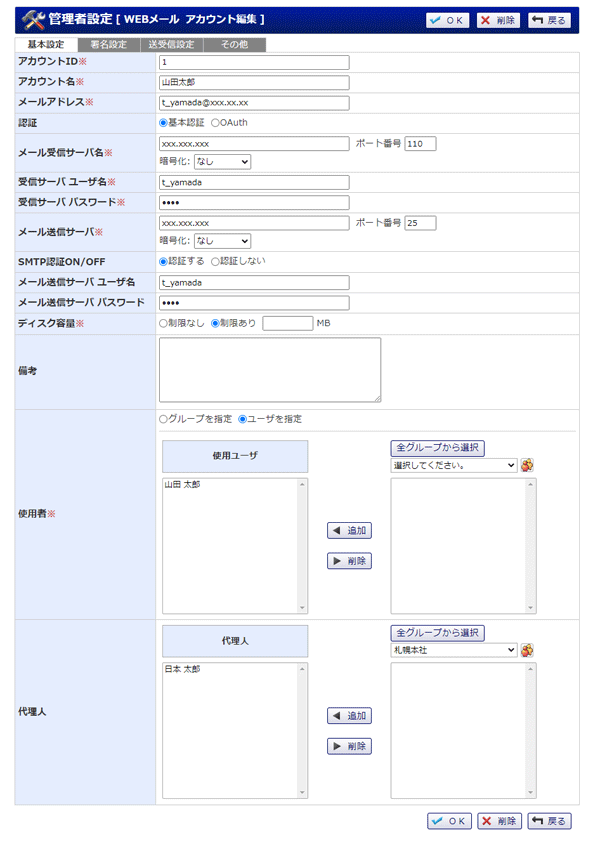 管理者設定 [ WEBメール アカウント編集 ] OK 削除 戻る
基本設定 署名設定 送受信設定 その他
アカウントID※ 1
アカウント名※ 山田太郎
メールアドレス※ t_yamada@xxx.xx.xx
認証 基本認証 OAuth
メール受信サーバ名※ xxx.xxx.xxx ポート番号 110
暗号化: なし
受信サーバ ユーザ名※ t_yamada
受信サーバ パスワード※ ••••
メール送信サーバ※ xxx.xxx.xxx ポート番号 25
暗号化: なし
SMTP認証ON/OFF 認証する 認証しない
メール送信サーバ ユーザ名 t_yamada
メール送信サーバ パスワード ••••
ディスク容量※ 制限なし 制限あり MB
備考
使用者※ グループを指定 ユーザを指定
使用ユーザ 全グループから選択
選択してください。
山田 太郎
追加
削除
代理人 代理人 全グループから選択
札幌本社
日本 太郎
追加
削除
OK 削除 戻る